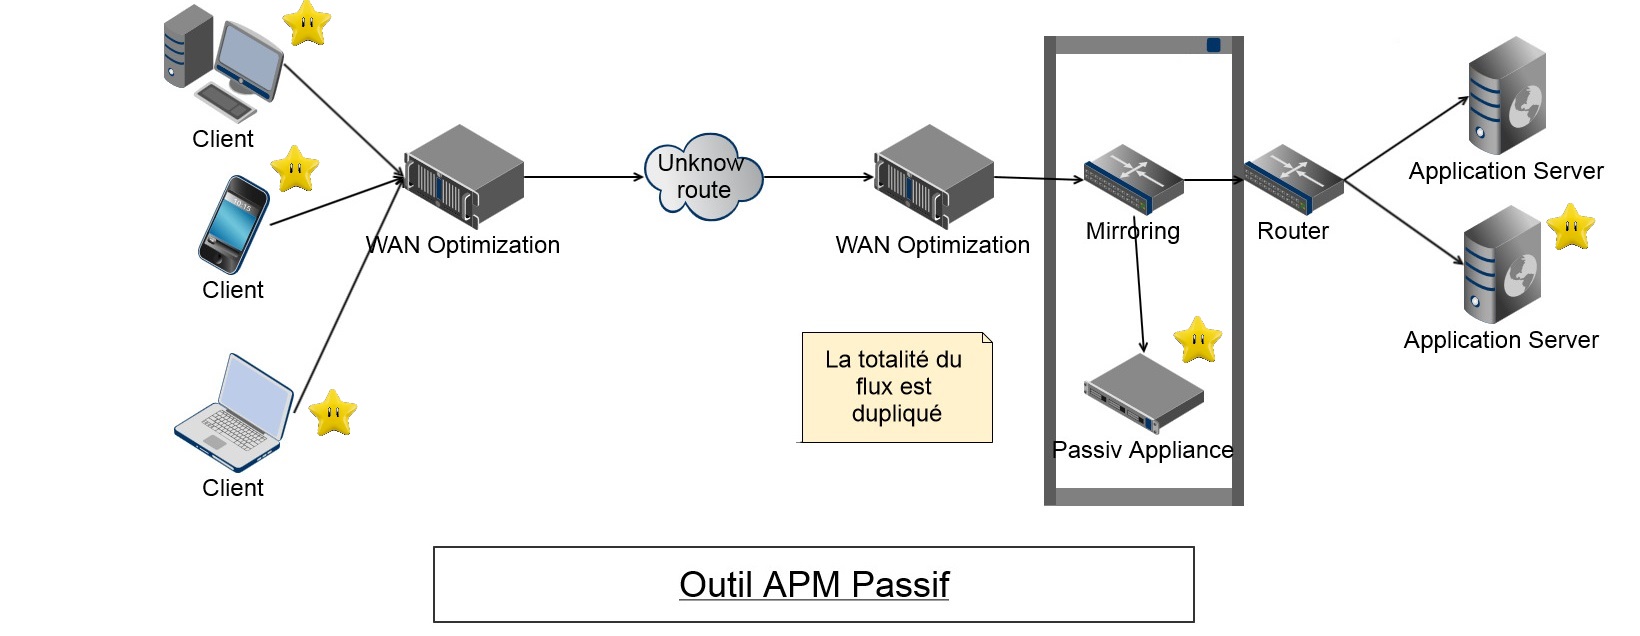 Client
Client
Client
WAN Optimization
Unknow
route
WAN Optimization
Mirroring
Router
Application Server
Application Server
La totalité du
flux est
dupliqué
Passiv Appliance
Outil APM Passif